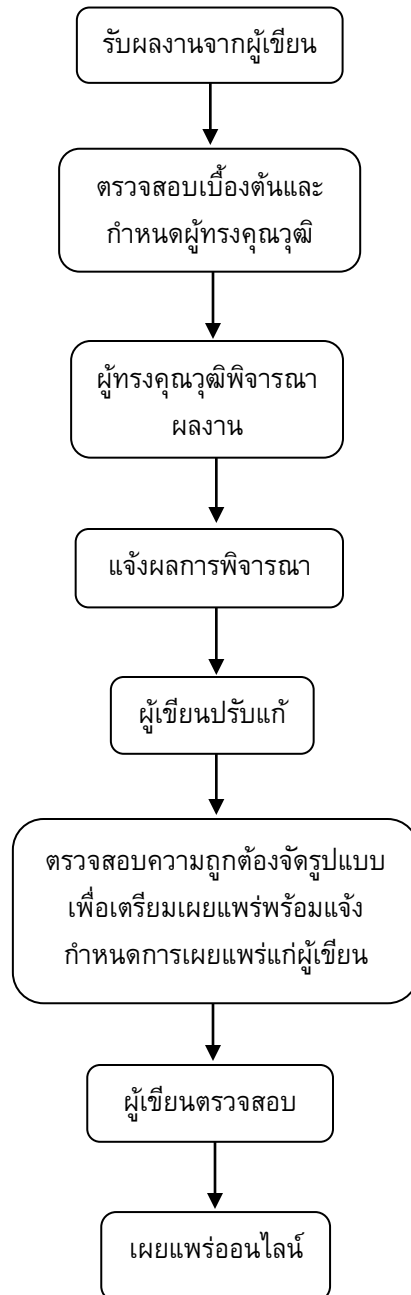 รับผลงานจากผู้เขียน
ตรวจสอบเบื้องต้นและ
กำหนดผู้ทรงคุณวุฒิ
ผู้ทรงคุณวุฒิพิจารณา
ผลงาน
แจ้งผลการพิจารณา
ผู้เขียนปรับแก้
ตรวจสอบความถูกต้องจัดรูปแบบ
เพื่อเตรียมเผยแพร่พร้อมแจ้ง
กำหนดการเผยแพร่แก่ผู้เขียน
ผู้เขียนตรวจสอบ
เผยแพร่ออนไลน์